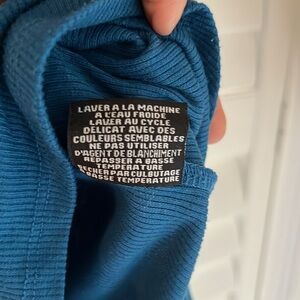 LAVER A LA MACHINE
A L'EAU FROIDE
LAVER AU CYCLE
DELICAT AVEC DES
COULEURS SEMBLABLES
NE PAS UTILISER
D'AGENT DE BLANCHIMENT
REPASSER A BASSE
TEMPERATURE
SECHER PAR CULBUTAGE
A BASSE TEMPERATURE